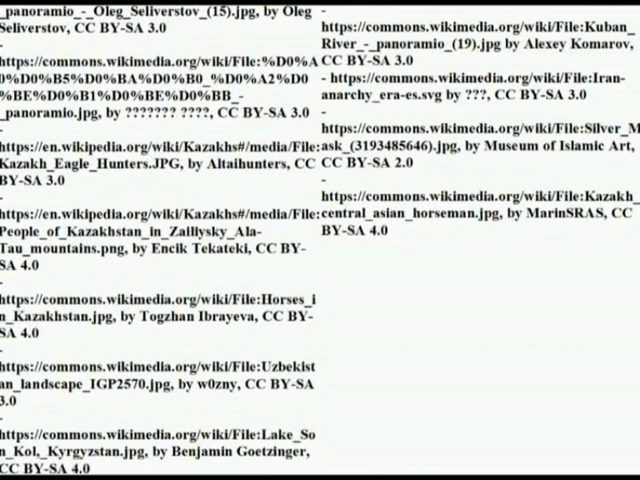 _panoramio_-_Oleg_Seliverstov_(15).jpg, by Oleg
Seliverstov, CC BY-SA 3.0
-
https://commons.wikimedia.org/wiki/File:%D0%A
0%D0%B5%D0%BA%D0%B0_%D0%A2%D0
%BE%D0%B1%D0%BE%D0%BB_-
_panoramio.jpg, by ??????? ????, CC BY-SA 3.0
-
https://en.wikipedia.org/wiki/Kazakhs#/media/File:
Kazakh_Eagle_Hunters.JPG, by Altaihunters, CC
BY-SA 3.0
-
https://en.wikipedia.org/wiki/Kazakhs#/media/File:
People_of_Kazakhstan_in_Zailiysky_Ala-
Tau_mountains.png, by Encik Tekateki, CC BY-
SA 4.0
-
https://commons.wikimedia.org/wiki/File:Horses_i
n_Kazakhstan.jpg, by Togzhan Ibrayeva, CC BY-
SA 4.0
-
https://commons.wikimedia.org/wiki/File:Uzbekist
an_landscape_IGP2570.jpg, by w0zny, CC BY-SA
3.0
-
https://commons.wikimedia.org/wiki/File:Lake_So
n_Kol,_Kyrgyzstan.jpg, by Benjamin Goetzinger,
CC BY-SA 4.0
-
https://commons.wikimedia.org/wiki/File:Kuban_
River_-_panoramio_(19).jpg by Alexey Komarov,
CC BY-SA 3.0
- https://commons.wikimedia.org/wiki/File:Iran-
anarchy_era-es.svg by ???, CC BY-SA 3.0
-
https://commons.wikimedia.org/wiki/File:Silver_M
ask_(3193485646).jpg, by Museum of Islamic Art,
CC BY-SA 2.0
-
https://commons.wikimedia.org/wiki/File:Kazakh_
central_asian_horseman.jpg, by MarinSRAS, CC
BY-SA 4.0